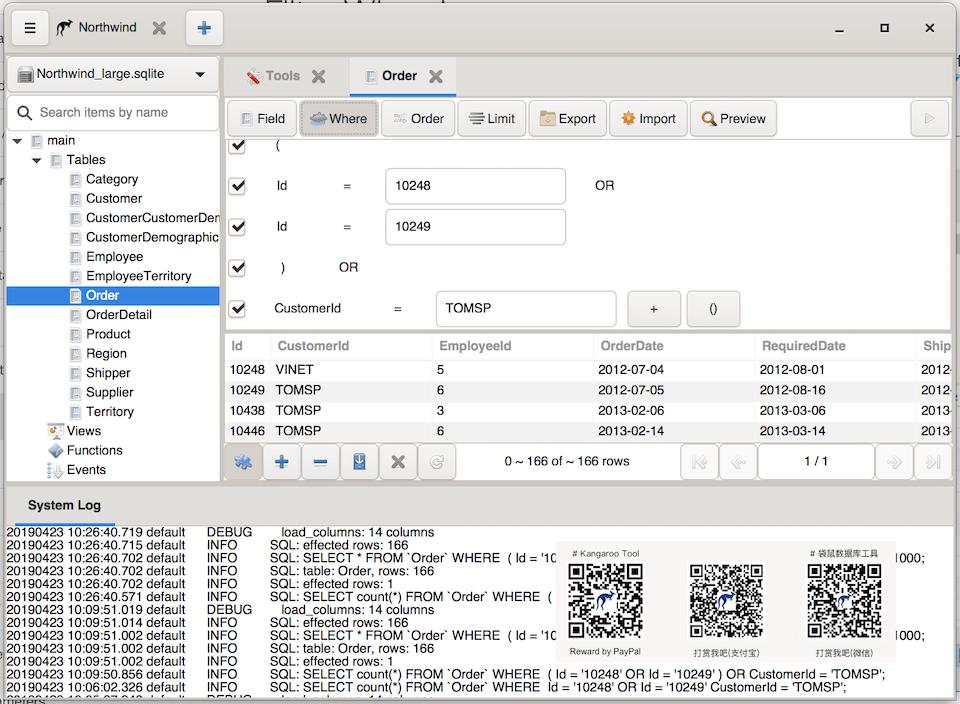 Northwind
Northwind_large.sqlite
Tools
Order
Search items by name
Field
Where
Order
Limit
Export
Import
Preview
main
Tables
Category
Customer
CustomerCustomerDem
CustomerDemographic
Employee
EmployeeTerritory
Order
OrderDetail
Product
Region
Shipper
Supplier
Territory
Views
Functions
Events
(
Id = 10248 OR
Id = 10249
) OR
CustomerId = TOMSP + ()
Id CustomerId EmployeeId OrderDate RequiredDate Ship
10248 VINET 5 2012-07-04 2012-08-01 2012-
10249 TOMSP 6 2012-07-05 2012-08-16 2012-
10438 TOMSP 3 2013-02-06 2013-03-06 2013-
10446 TOMSP 6 2013-02-14 2013-03-14 2013-
0 ~ 166 of ~ 166 rows
1 / 1
System Log
20190423 10:26:40.719 default DEBUG load_columns: 14 columns
20190423 10:26:40.715 default INFO SQL: effected rows: 166
20190423 10:26:40.702 default INFO SQL: SELECT * FROM `Order` WHERE ( Id = '10 1000;
20190423 10:26:40.702 default INFO SQL: table: Order, rows: 166
20190423 10:26:40.702 default INFO SQL: effected rows: 1
20190423 10:26:40.571 default INFO SQL: SELECT count(*) FROM `Order` WHERE (
20190423 10:09:51.019 default DEBUG load_columns: 14 columns
20190423 10:09:51.014 default INFO SQL: effected rows: 166
20190423 10:09:51.002 default INFO SQL: SELECT * FROM `Order` WHERE ( Id = '10 1000;
20190423 10:09:51.002 default INFO SQL: table: Order, rows: 166
20190423 10:09:51.002 default INFO SQL: effected rows: 1
20190423 10:09:50.856 default INFO SQL: SELECT count(*) FROM `Order` WHERE ( Id = '10248' OR Id = '10249' ) OR CustomerId = 'TOMSP';
20190423 10:06:02.326 default INFO SQL: SELECT count(*) FROM `Order` WHERE Id = '10248' OR Id = '10249' CustomerId = 'TOMSP';
# Kangaroo Tool
# 袋鼠数据库工具
Reward by PayPal
打赏我吧(支付宝)
打赏我吧(微信)